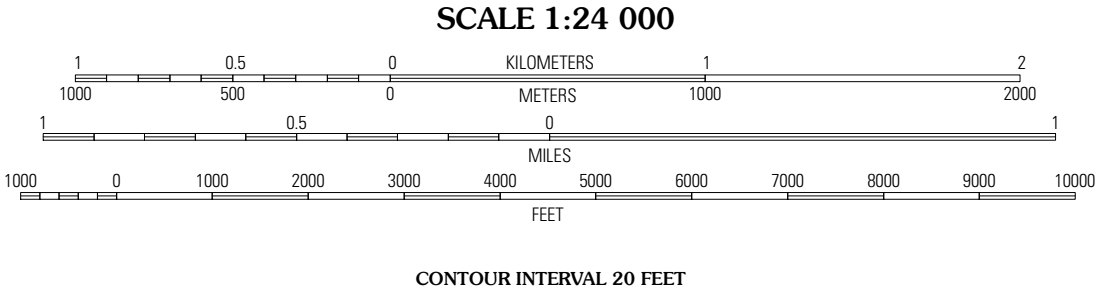 SCALE 1:24 000
1 0.5 0 KILOMETERS 1 2
1000 500 0 METERS 1000 2000
1 0.5 0 1
MILES
1000 0 1000 2000 3000 4000 5000 6000 7000 8000 9000 10000
FEET
CONTOUR INTERVAL 20 FEET